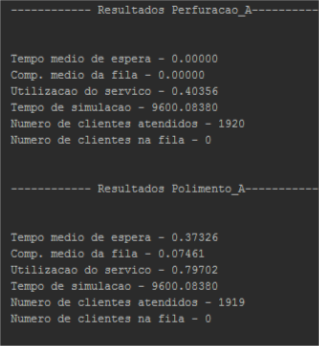 ------------ Resultados Perfuracao_A----------
Tempo medio de espera - 0.00000
Comp. medio da fila - 0.00000
Utilizacao do servico - 0.40356
Tempo de simulacao - 9600.08380
Numero de clientes atendidos - 1920
Numero de clientes na fila - 0
------------ Resultados Polimento_A-----------
Tempo medio de espera - 0.37326
Comp. medio da fila - 0.07461
Utilizacao do servico - 0.79702
Tempo de simulacao - 9600.08380
Numero de clientes atendidos - 1919
Numero de clientes na fila - 0